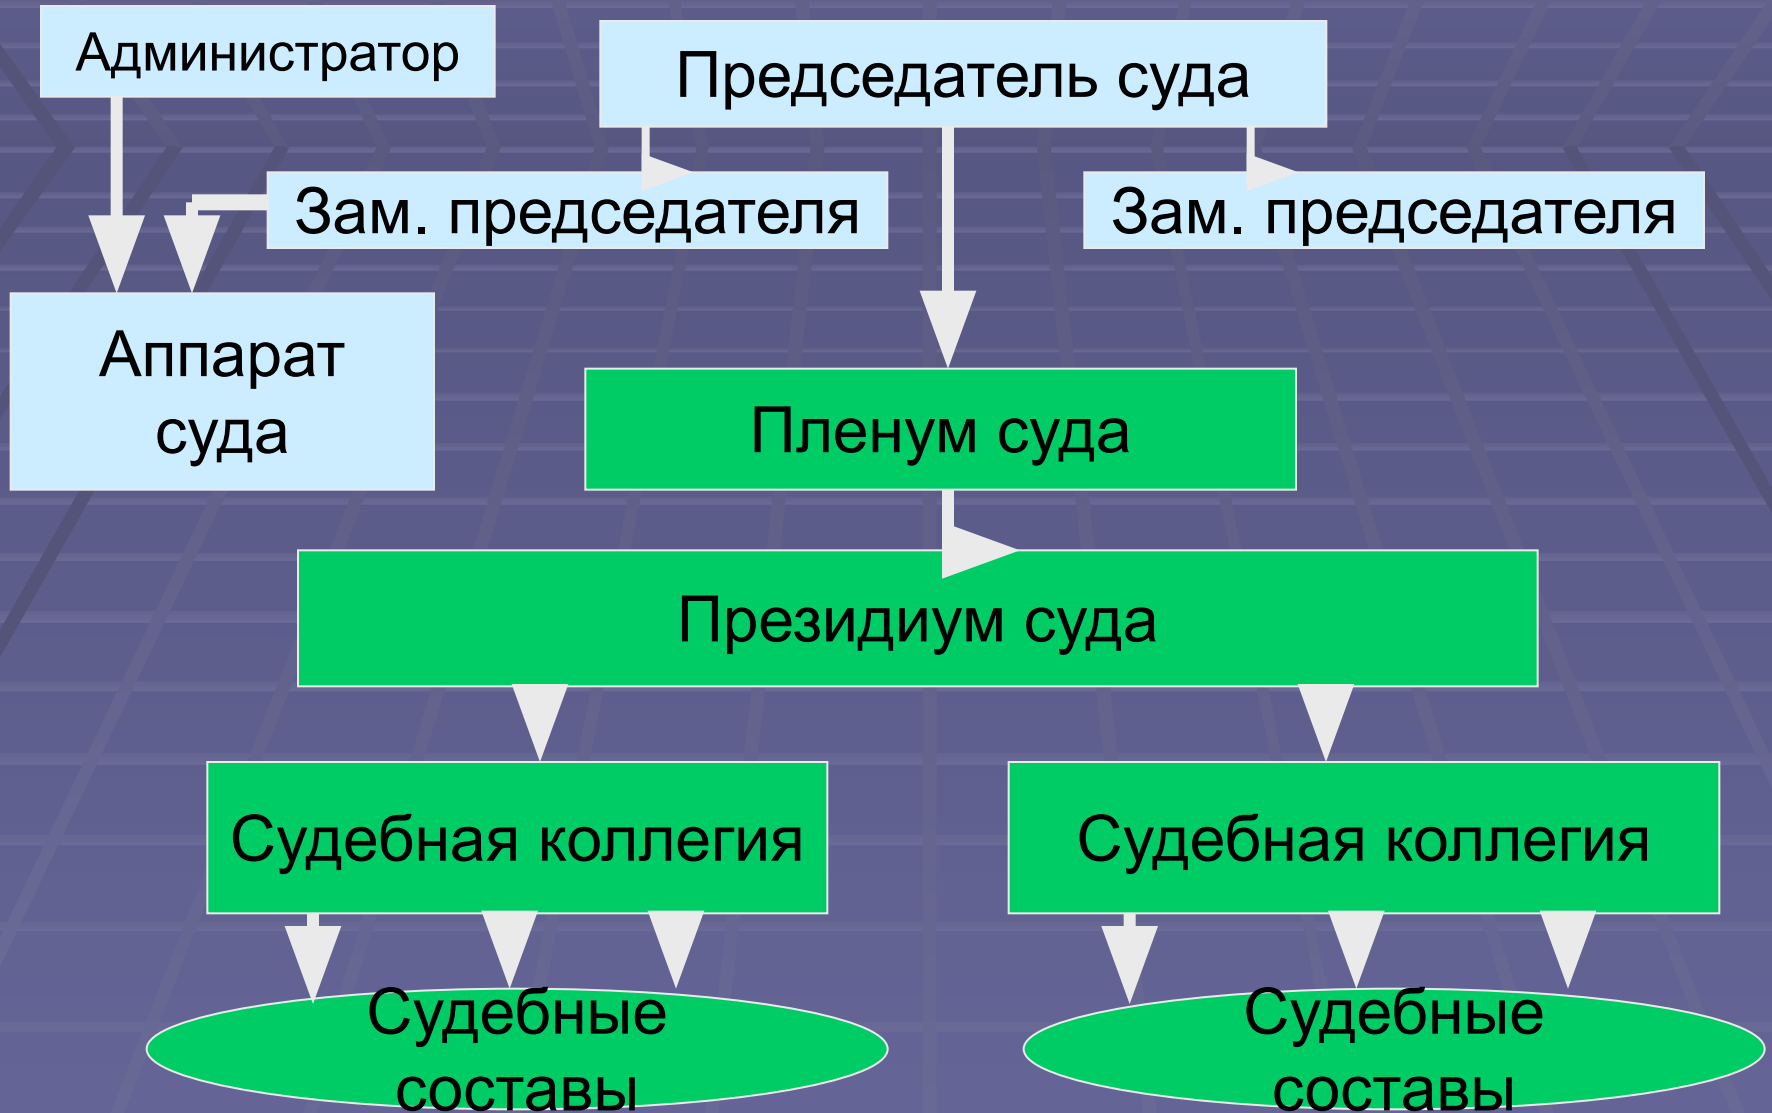 Администратор
Председатель суда
Зам. председателя
Зам. председателя
Аппарат
суда
Пленум суда
Президиум суда
Судебная коллегия
Судебная коллегия
Судебные
составы
Судебные
составы